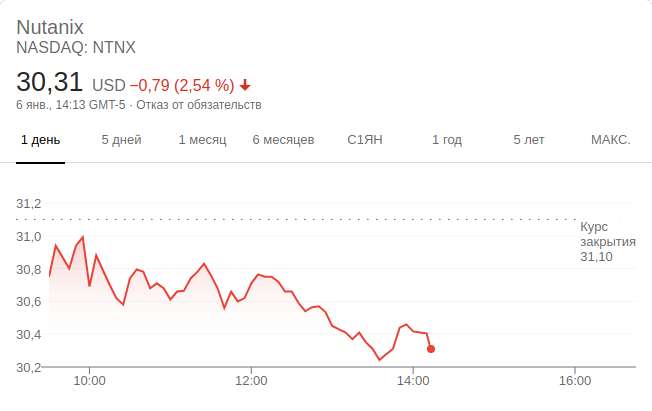 Nutanix
NASDAQ: NTNX
30,31 USD −0,79 (2,54 %)
6 янв., 14:13 GMT-5 · Отказ от обязательств
1 день 5 дней 1 месяц 6 месяцев С1ЯН 1 год 5 лет МАКС.
31,2
31,0
30,8
30,6
30,4
30,2
Курс
закрытия
31,10
10:00 12:00 14:00 16:00